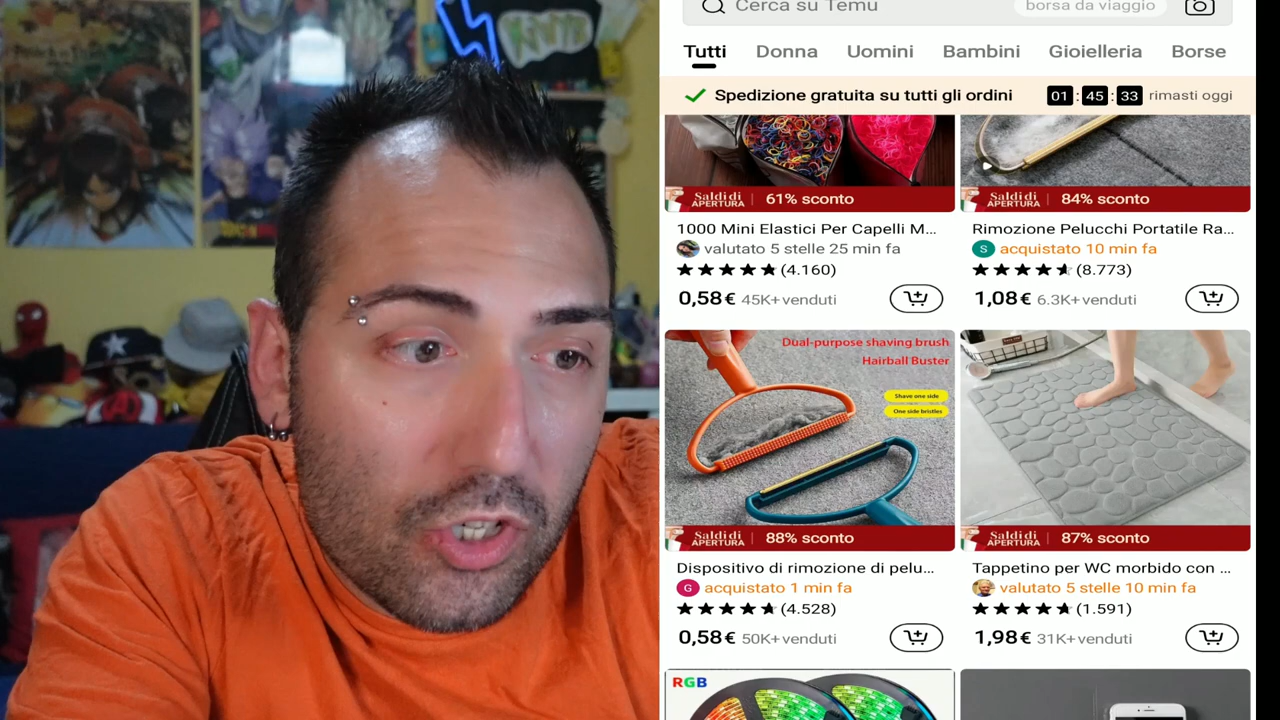 Cerca su Temu
borsa da viaggio
Tutti
Donna
Uomini
Bambini
Gioielleria
Borse
Spedizione gratuita su tutti gli ordini
01 : 45 : 33 rimasti oggi
Saldi di
APERTURA
61% sconto
1000 Mini Elastici Per Capelli M...
valutato 5 stelle 25 min fa
(4.160)
0,58€ 45K+venduti
Saldi di
APERTURA
84% sconto
Rimozione Pelucchi Portatile Ra...
S acquistato 10 min fa
(8.773)
1,08€ 6.3K+venduti
Dual-purpose shaving brush
Hairball Buster
Shave one side
One side bristles
Saldi di
APERTURA
88% sconto
Dispositivo di rimozione di pelu...
G acquistato 1 min fa
(4.528)
0,58€ 50K+venduti
Saldi di
APERTURA
87% sconto
Tappetino per WC morbido con ...
valutato 5 stelle 10 min fa
(1.591)
1,98€ 31K+venduti
RGB